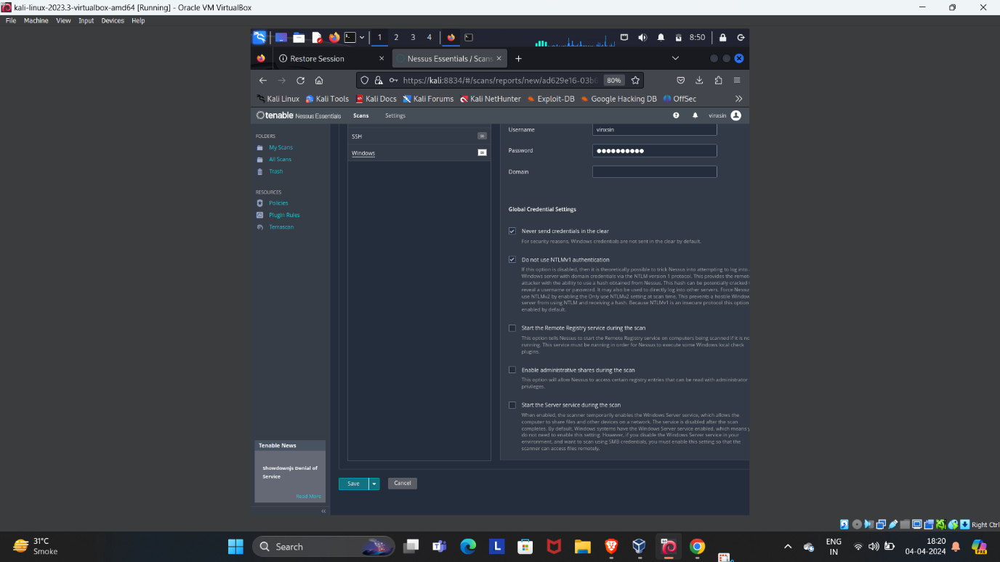 kali-linux-2023.3-virtualbox-amd64 [Running] - Oracle VM VirtualBox
File Machine View Input Devices Help
1 2 3 4 8:50
Restore Session Nessus Essentials / Scans
https://kali:8834/#/scans/reports/new/ad629e16-03b6 80%
Kali Linux Kali Tools Kali Docs Kali Forums Kali NetHunter Exploit-DB Google Hacking DB OffSec
tenable Nessus Essentials Scans Settings vinxsin
FOLDERS
My Scans
All Scans
Trash
RESOURCES
Policies
Plugin Rules
Terrascan
Tenable News
Showdownjs Denial of
Service
Read More
SSH ∞
Windows ∞
Username vinxsin
Password ●●●●●●●●●●
Domain
Global Credential Settings
Never send credentials in the clear
For security reasons, Windows credentials are not sent in the clear by default.
Do not use NTLMv1 authentication
If this option is disabled, then it is theoretically possible to trick Nessus into attempting to log into
Windows server with domain credentials via the NTLM version 1 protocol. This provides the remot
attacker with the ability to use a hash obtained from Nessus. This hash can be potentially cracked
reveal a username or password. It may also be used to directly log into other servers. Force Nessu
use NTLMv2 by enabling the Only use NTLMv2 setting at scan time. This prevents a hostile Window
server from using NTLM and receiving a hash. Because NTLMv1 is an insecure protocol this option
enabled by default.
Start the Remote Registry service during the scan
This option tells Nessus to start the Remote Registry service on computers being scanned if it is no
running. This service must be running in order for Nessus to execute some Windows local check
plugins.
Enable administrative shares during the scan
This option will allow Nessus to access certain registry entries that can be read with administrator
privileges.
Start the Server service during the scan
When enabled, the scanner temporarily enables the Windows Server service, which allows the
computer to share files and other devices on a network. The service is disabled after the scan
completes. By default, Windows systems have the Windows Server service enabled, which means y
do not need to enable this setting. However, if you disable the Windows Server service in your
environment, and want to scan using SMB credentials, you must enable this setting so that the
scanner can access files remotely.
Save Cancel
Right Ctrl
31°C
Smoke
Search
L
ENG
IN
18:20
04-04-2024
PRE